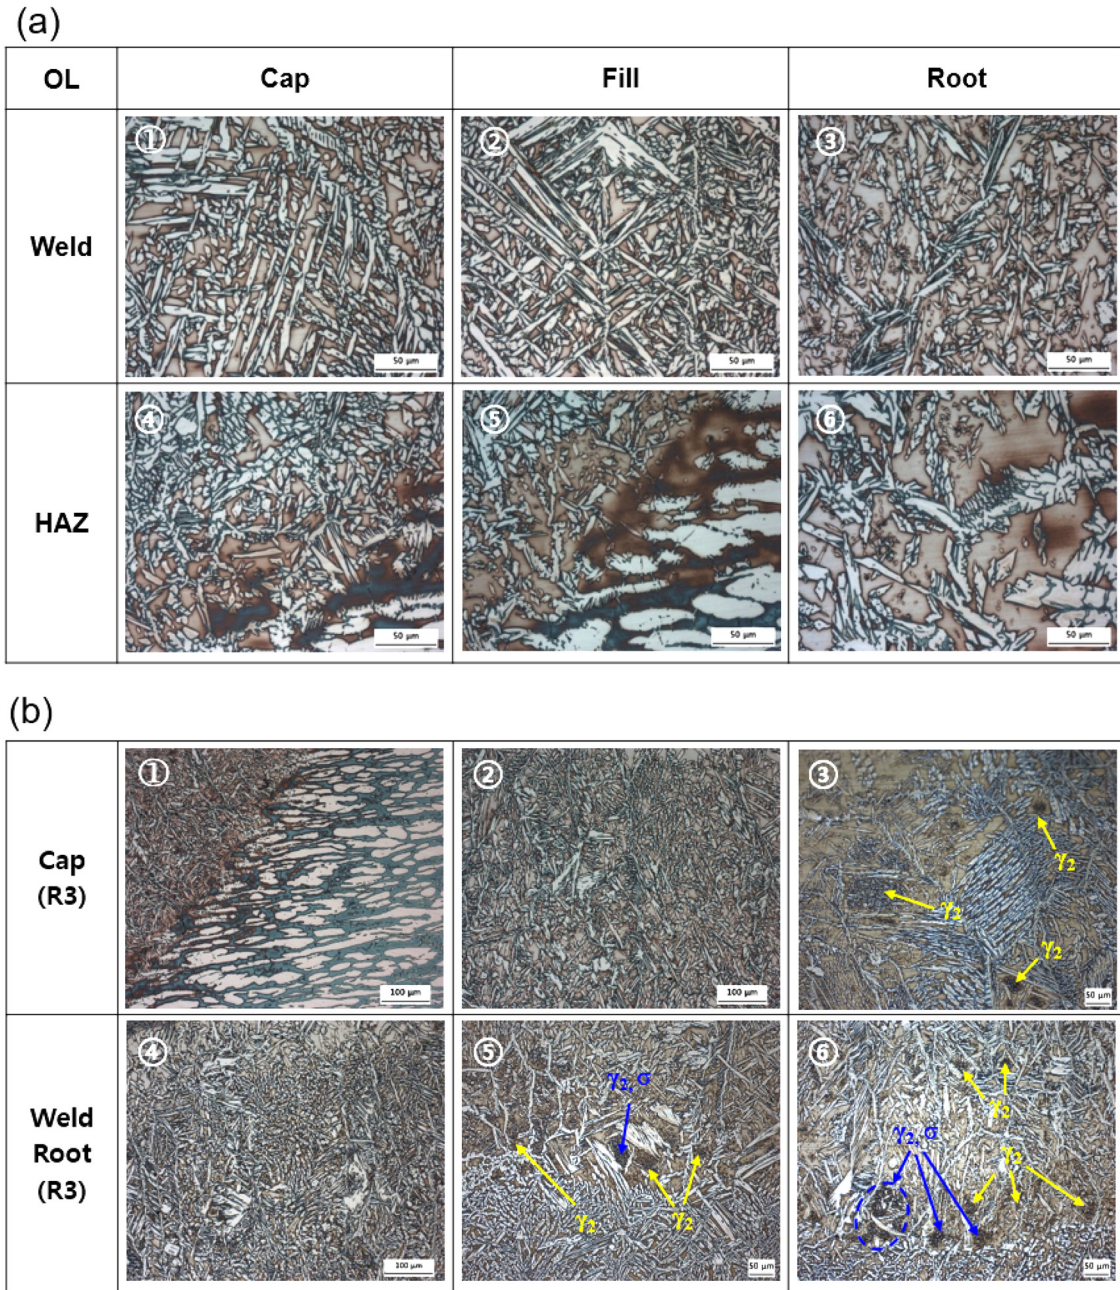 (a)
OL Cap Fill Root
Weld
① ② ③
50 µm 50 µm 50 µm
HAZ
④ ⑤ ⑥
50 µm 50 µm 50 µm
(b)
Cap
(R3)
① ② ③
γ₂
γ₂
γ₂
100 µm 100 µm 50 µm
Weld
Root
(R3)
④ ⑤ ⑥
γ₂, σ
γ₂
γ₂
γ₂
γ₂, σ
γ₂
100 µm 50 µm 50 µm